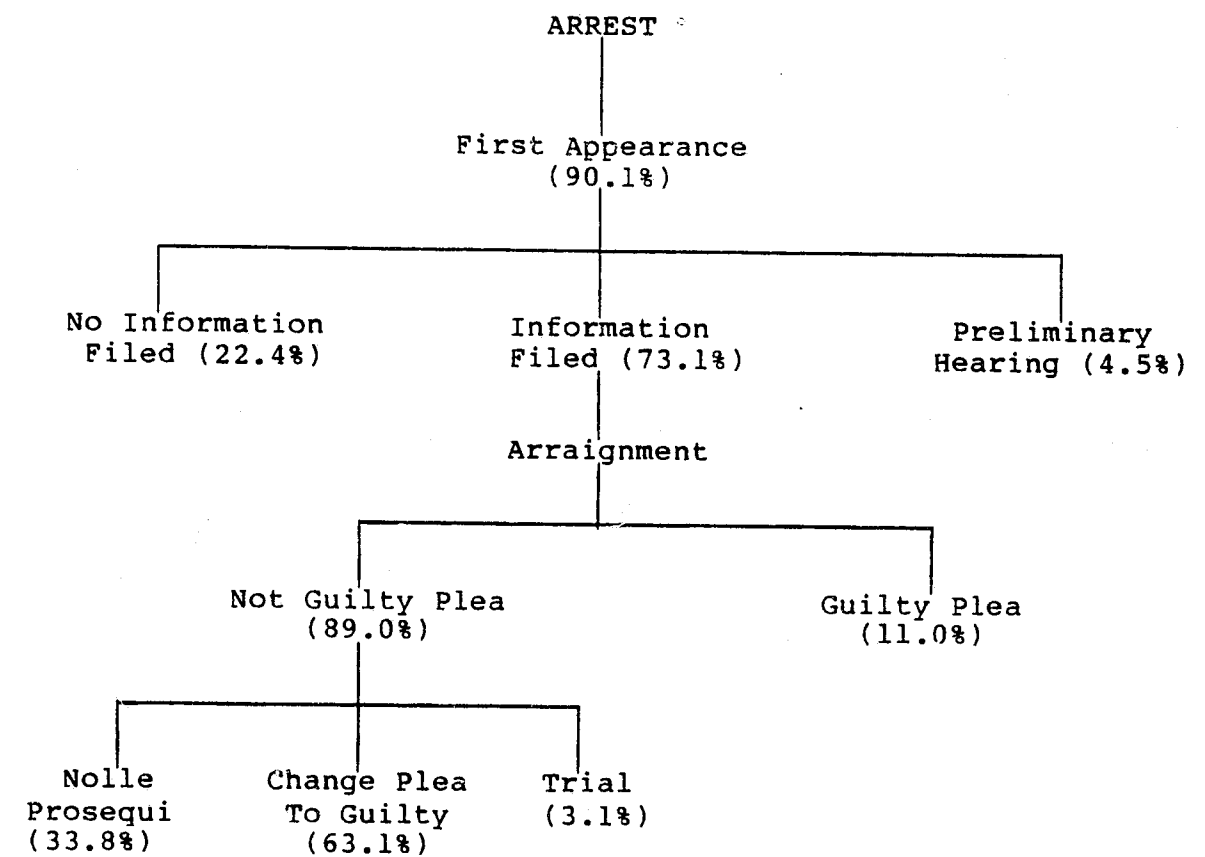 ARREST
First Appearance
(90.1%)
No Information
Filed (22.4%)
Information
Filed (73.1%)
Preliminary
Hearing (4.5%)
Arraignment
Not Guilty Plea
(89.0%)
Guilty Plea
(11.0%)
Nolle
Prosequi
(33.8%)
Change Plea
To Guilty
(63.1%)
Trial
(3.1%)